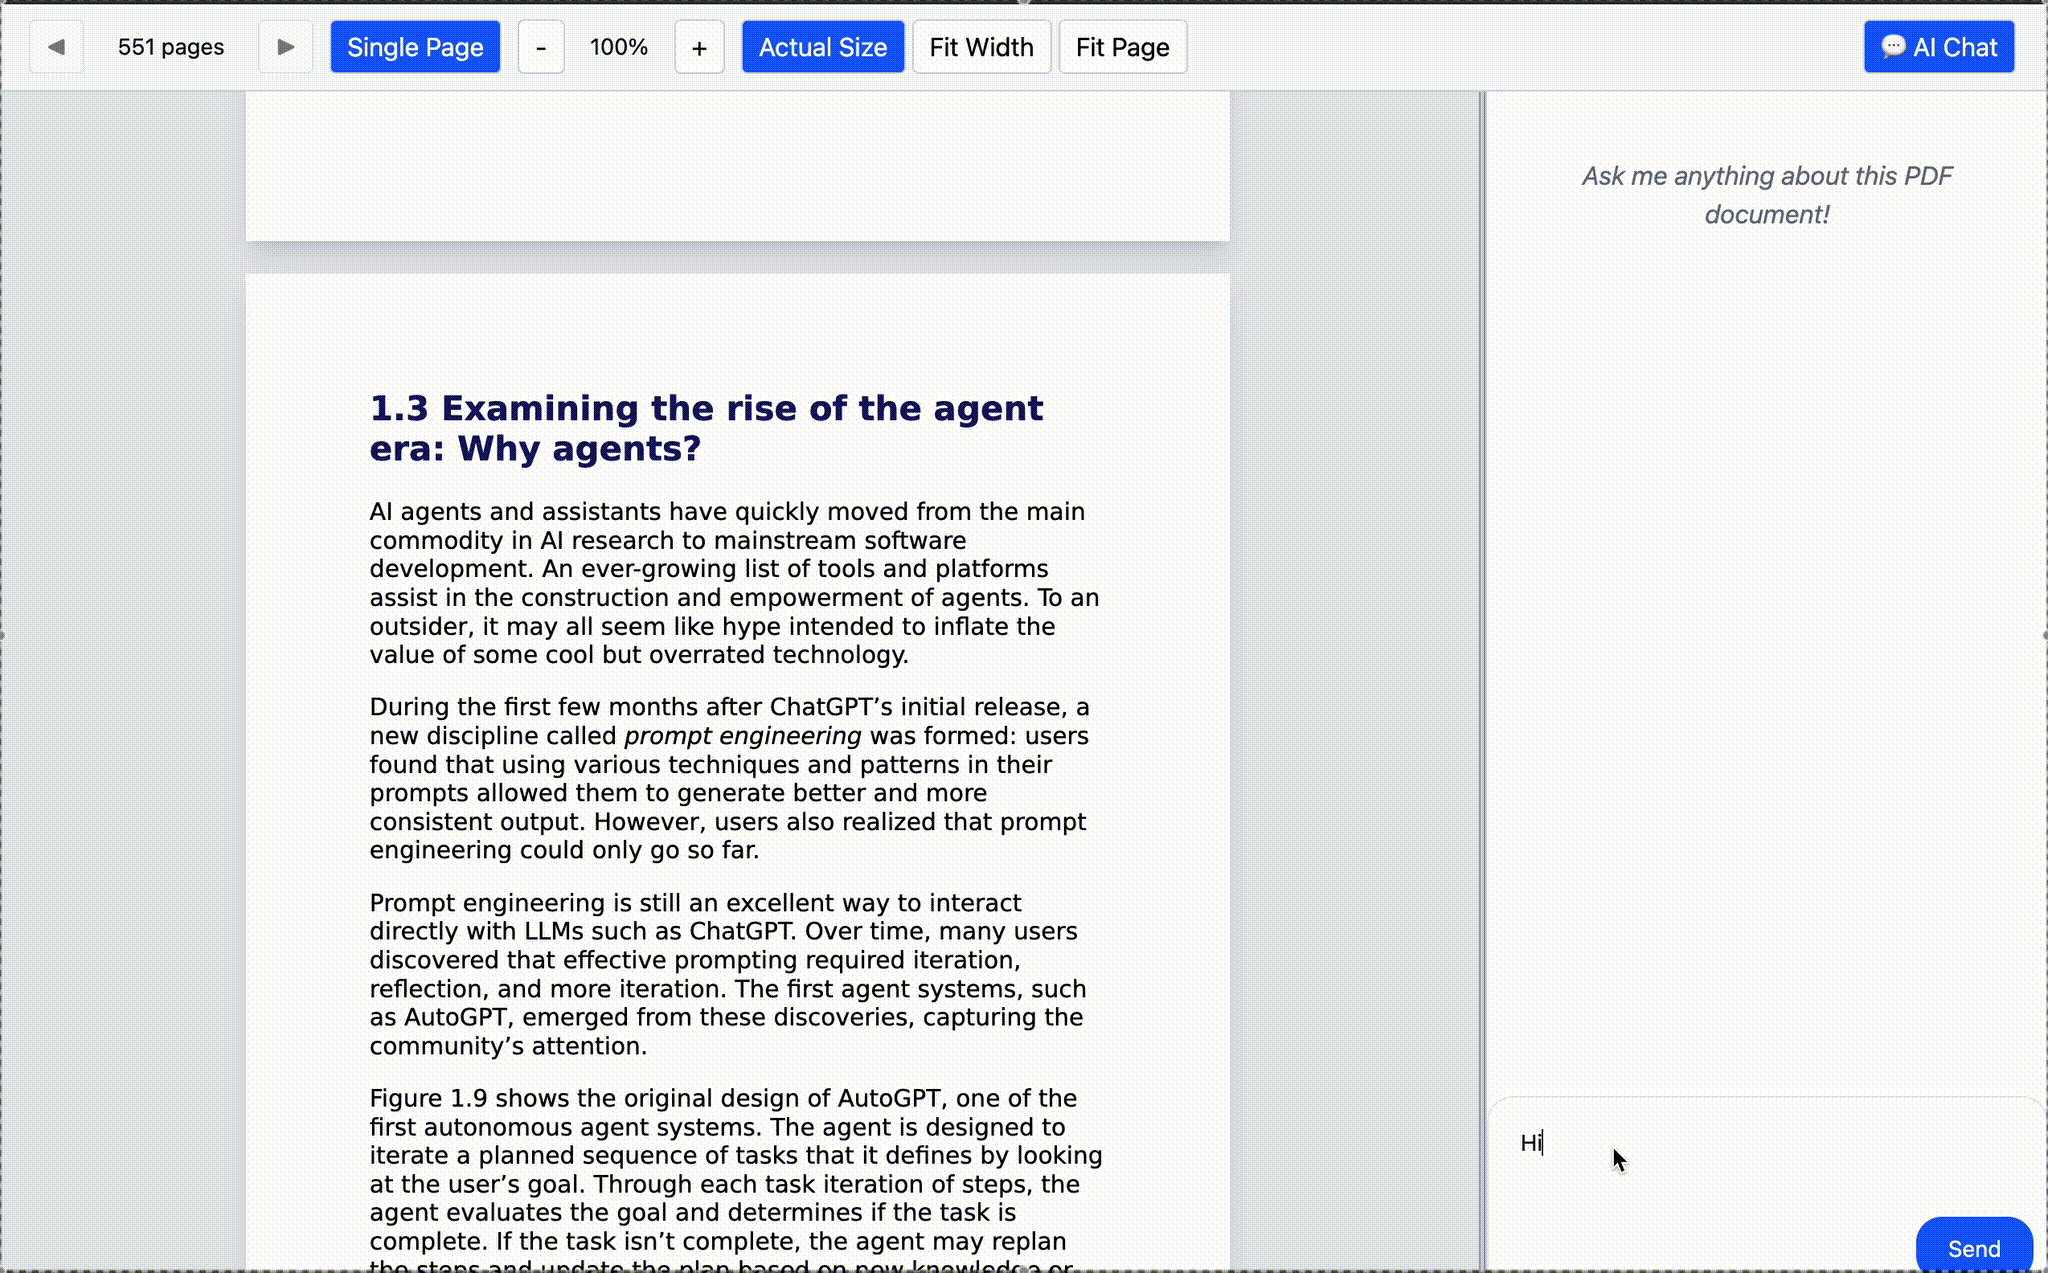 ◀ 551 pages ▶ Single Page - 100% + Actual Size Fit Width Fit Page 💬 AI Chat
1.3 Examining the rise of the agent
era: Why agents?
AI agents and assistants have quickly moved from the main
commodity in AI research to mainstream software
development. An ever-growing list of tools and platforms
assist in the construction and empowerment of agents. To an
outsider, it may all seem like hype intended to inflate the
value of some cool but overrated technology.
During the first few months after ChatGPT’s initial release, a
new discipline called prompt engineering was formed: users
found that using various techniques and patterns in their
prompts allowed them to generate better and more
consistent output. However, users also realized that prompt
engineering could only go so far.
Prompt engineering is still an excellent way to interact
directly with LLMs such as ChatGPT. Over time, many users
discovered that effective prompting required iteration,
reflection, and more iteration. The first agent systems, such
as AutoGPT, emerged from these discoveries, capturing the
community’s attention.
Figure 1.9 shows the original design of AutoGPT, one of the
first autonomous agent systems. The agent is designed to
iterate a planned sequence of tasks that it defines by looking
at the user’s goal. Through each task iteration of steps, the
agent evaluates the goal and determines if the task is
complete. If the task isn’t complete, the agent may replan
the steps and update the plan based on new knowledge or
Ask me anything about this PDF
document!
Hi
Send